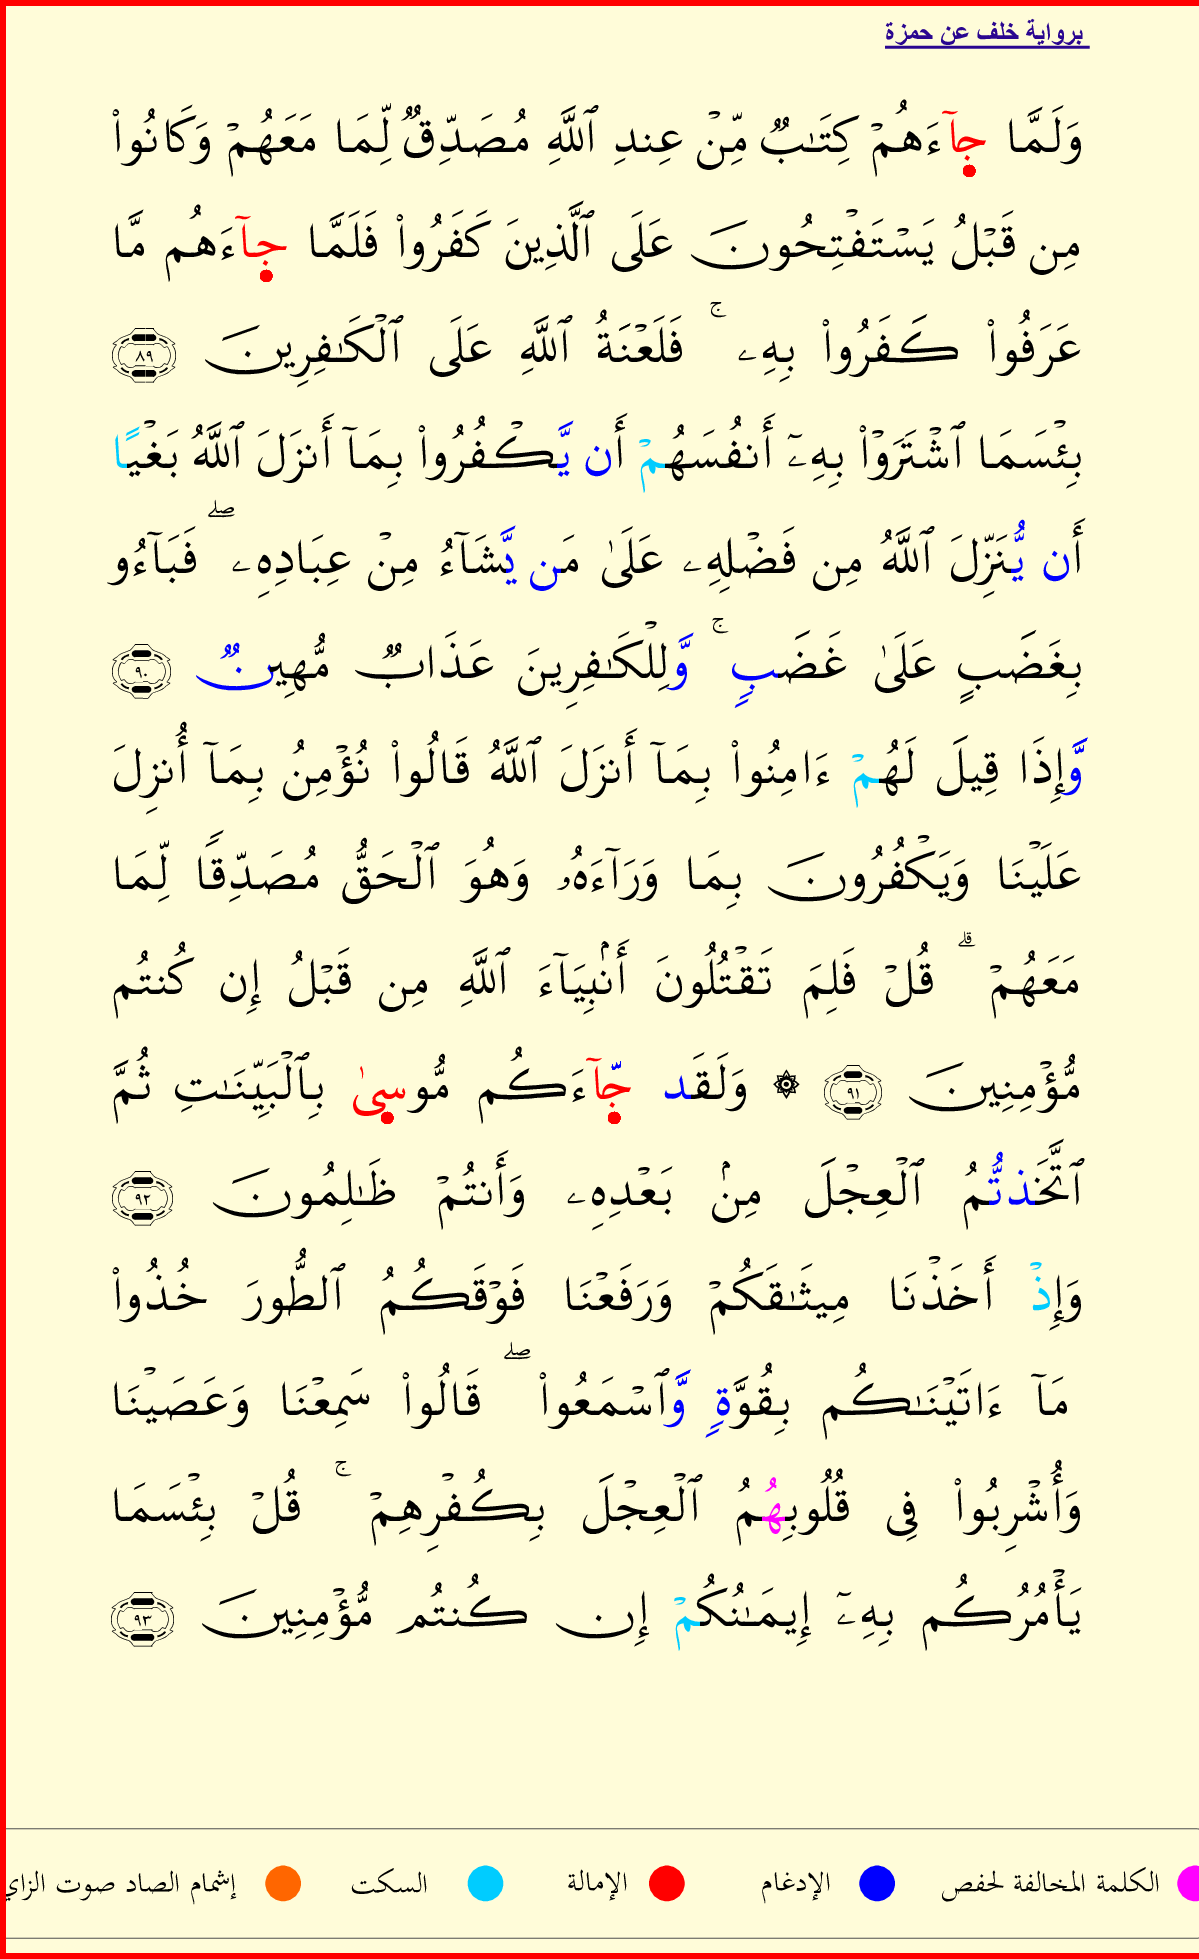 برواية خلف عن حمزة
وَلَمَّا جَآءَهُمْ كِتَٰبٌ مِّنْ عِندِ ٱللَّهِ مُصَدِّقٌ لِّمَا مَعَهُمْ وَكَانُوا۟
مِن قَبْلُ يَسْتَفْتِحُونَ عَلَى ٱلَّذِينَ كَفَرُوا۟ فَلَمَّا جَآءَهُم مَّا
عَرَفُوا۟ كَفَرُوا۟ بِهِۦ ۚ فَلَعْنَةُ ٱللَّهِ عَلَى ٱلْكَٰفِرِينَ ٨٩
بِئْسَمَا ٱشْتَرَوْا۟ بِهِۦٓ أَنفُسَهُمْ أَن يَّكْفُرُوا۟ بِمَآ أَنزَلَ ٱللَّهُ بَغْيًا
أَن يُّنَزِّلَ ٱللَّهُ مِن فَضْلِهِۦ عَلَىٰ مَن يَّشَآءُ مِنْ عِبَادِهِۦ ۖ فَبَآءُو
بِغَضَبٍ عَلَىٰ غَضَبٍ ۚ وَّلِلْكَٰفِرِينَ عَذَابٌ مُّهِينٌ ٩٠
وَّإِذَا قِيلَ لَهُمْ ءَامِنُوا۟ بِمَآ أَنزَلَ ٱللَّهُ قَالُوا۟ نُؤْمِنُ بِمَآ أُنزِلَ
عَلَيْنَا وَيَكْفُرُونَ بِمَا وَرَآءَهُۥ وَهُوَ ٱلْحَقُّ مُصَدِّقًا لِّمَا
مَعَهُمْ ۗ قُلْ فَلِمَ تَقْتُلُونَ أَنۢبِيَآءَ ٱللَّهِ مِن قَبْلُ إِن كُنتُم
مُّؤْمِنِينَ ٩١ ۞ وَلَقَد جَّآءَكُم مُّوسىٰ بِٱلْبَيِّنَٰتِ ثُمَّ
ٱتَّخَذتُّمُ ٱلْعِجْلَ مِنۢ بَعْدِهِۦ وَأَنتُمْ ظَٰلِمُونَ ٩٢
وَإِذْ أَخَذْنَا مِيثَٰقَكُمْ وَرَفَعْنَا فَوْقَكُمُ ٱلطُّورَ خُذُوا۟
مَآ ءَاتَيْنَٰكُم بِقُوَّةٍ وَّٱسْمَعُوا۟ ۖ قَالُوا۟ سَمِعْنَا وَعَصَيْنَا
وَأُشْرِبُوا۟ فِى قُلُوبِهُمُ ٱلْعِجْلَ بِكُفْرِهِمْ ۚ قُلْ بِئْسَمَا
يَأْمُرُكُم بِهِۦٓ إِيمَٰنُكُمْ إِن كُنتُم مُّؤْمِنِينَ ٩٣
الكلمة المخالفة لحفص الإدغام الإمالة السكت إشمام الصاد صوت الزاي